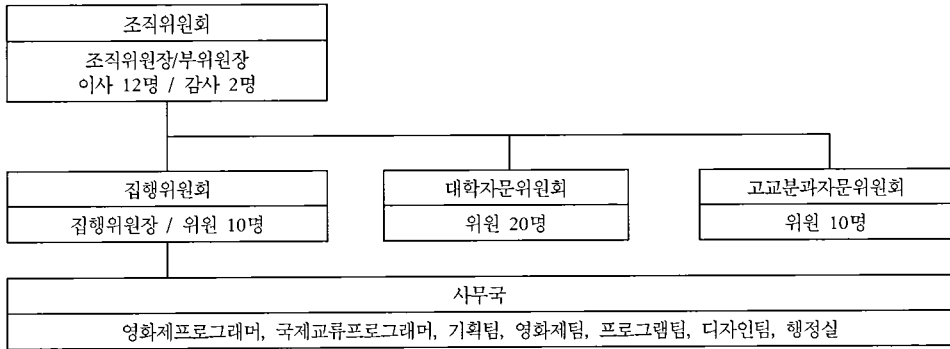 조직위원회
조직위원장/부위원장
이사 12명 / 감사 2명
집행위원회
집행위원장 / 위원 10명
대학자문위원회
위원 20명
고교분과자문위원회
위원 10명
사무국
영화제프로그래머, 국제교류프로그래머, 기획팀, 영화제팀, 프로그램팀, 디자인팀, 행정실